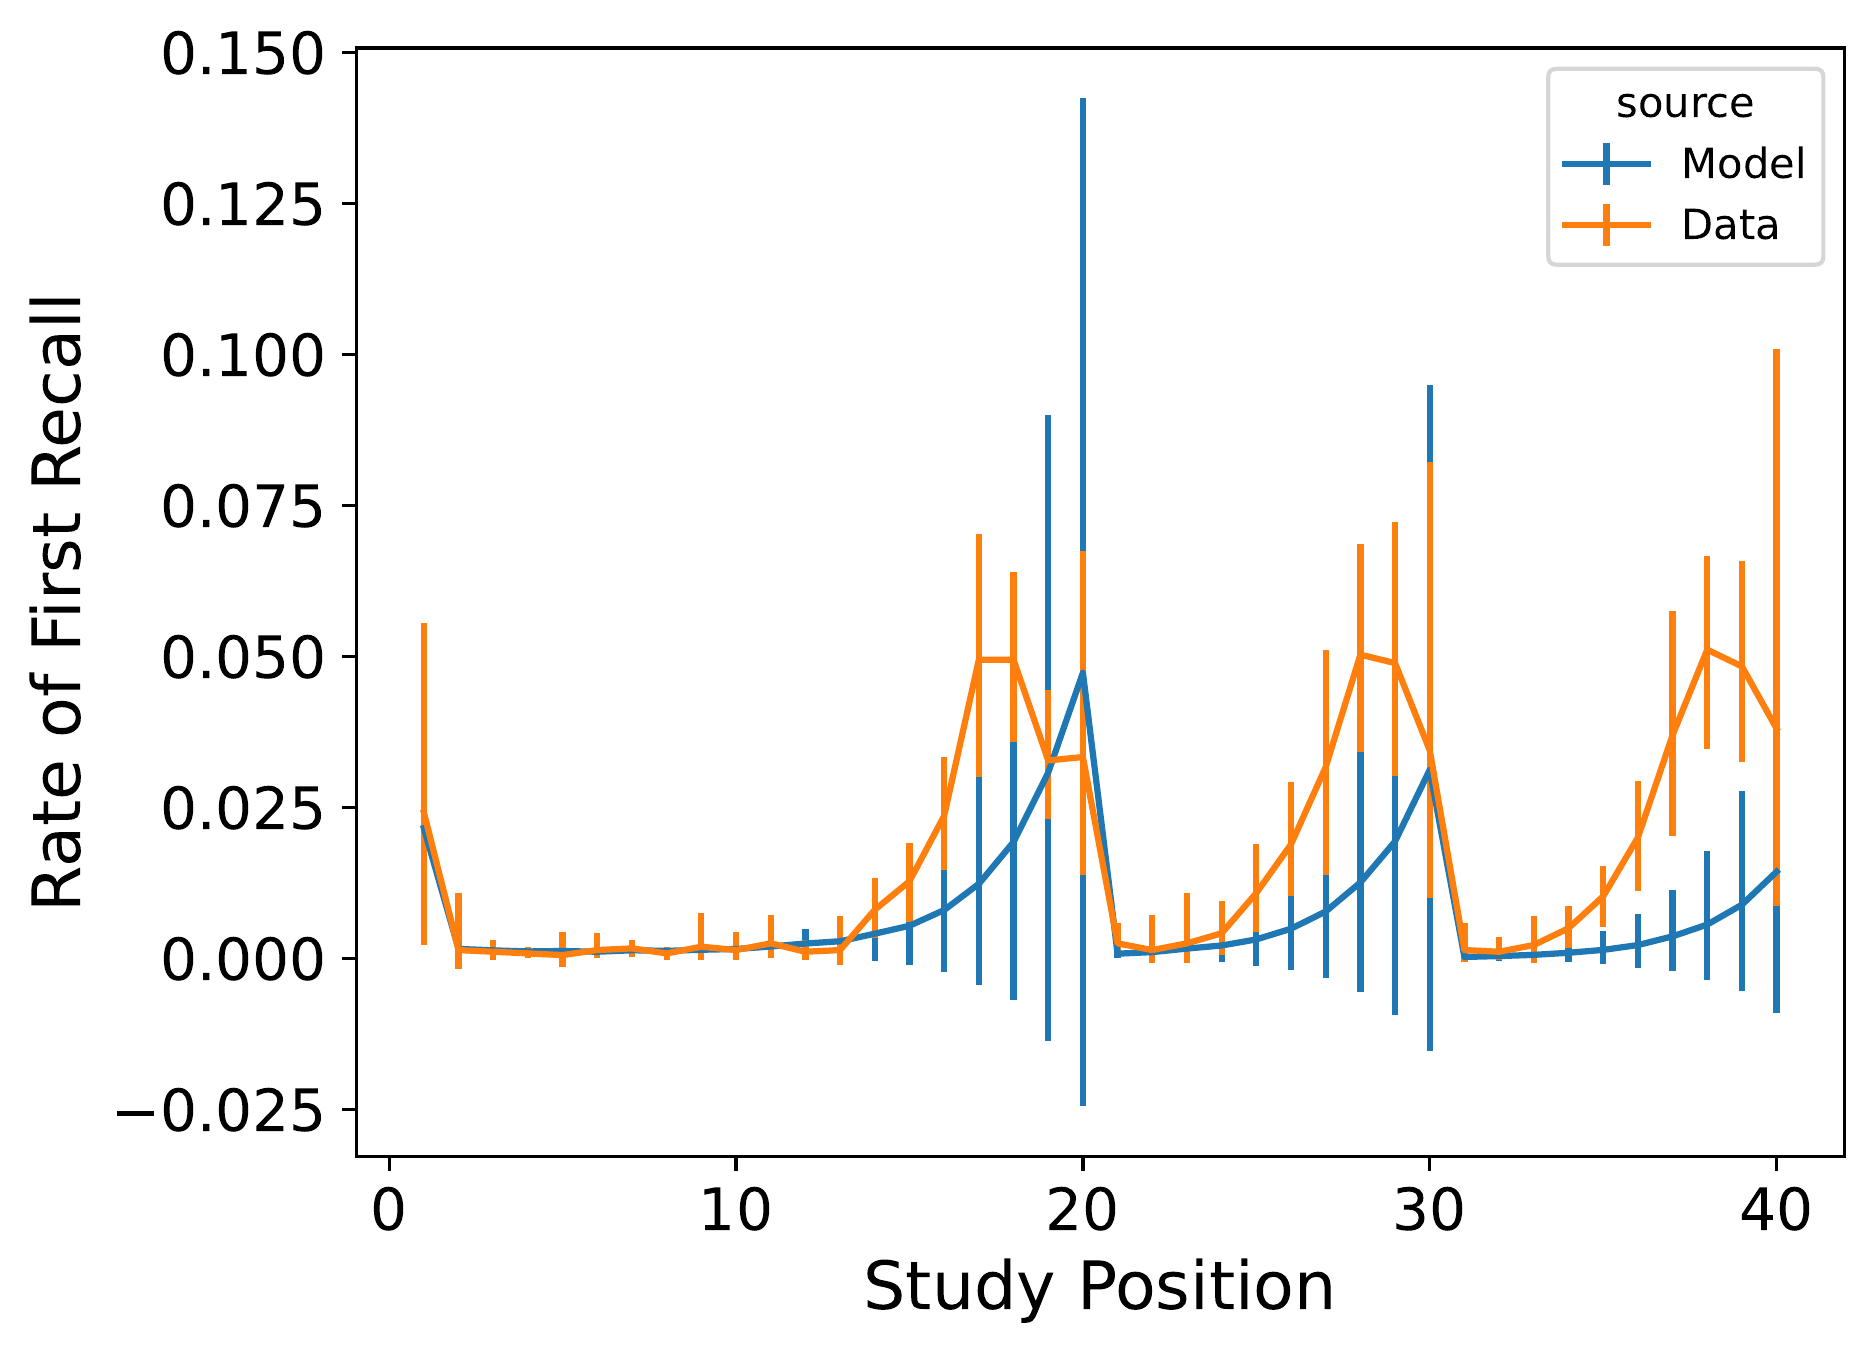 0.150
0.125
0.100
0.075
0.050
0.025
0.000
−0.025
Rate of First Recall
source
Model
Data
0 10 20 30 40
Study Position